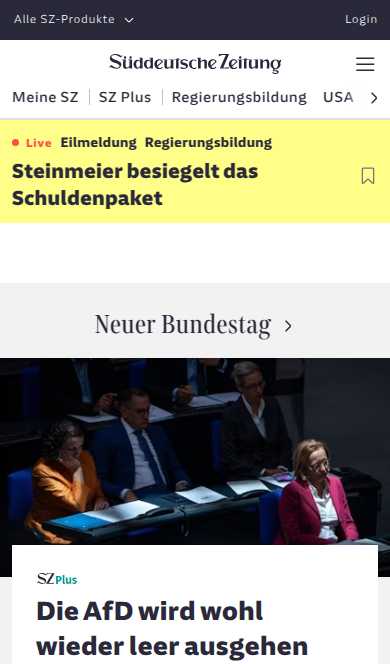 Alle SZ-Produkte
Login
Süddeutsche Zeitung
Meine SZ
SZ Plus
Regierungsbildung
USA
Live Eilmeldung Regierungsbildung
Steinmeier besiegelt das
Schuldenpaket
Neuer Bundestag
SZ Plus
Die AfD wird wohl
wieder leer ausgehen